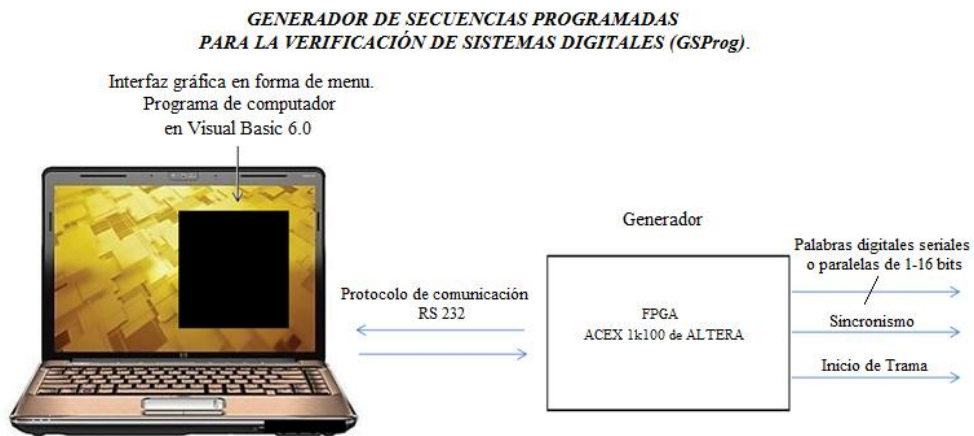 GENERADOR DE SECUENCIAS PROGRAMADAS
PARA LA VERIFICACIÓN DE SISTEMAS DIGITALES (GSProg).
Interfaz gráfica en forma de menu.
Programa de computador
en Visual Basic 6.0
Generador
Protocolo de comunicación
RS 232
FPGA
ACEX 1k100 de ALTERA
Palabras digitales seriales
o paralelas de 1-16 bits
Sincronismo
Inicio de Trama